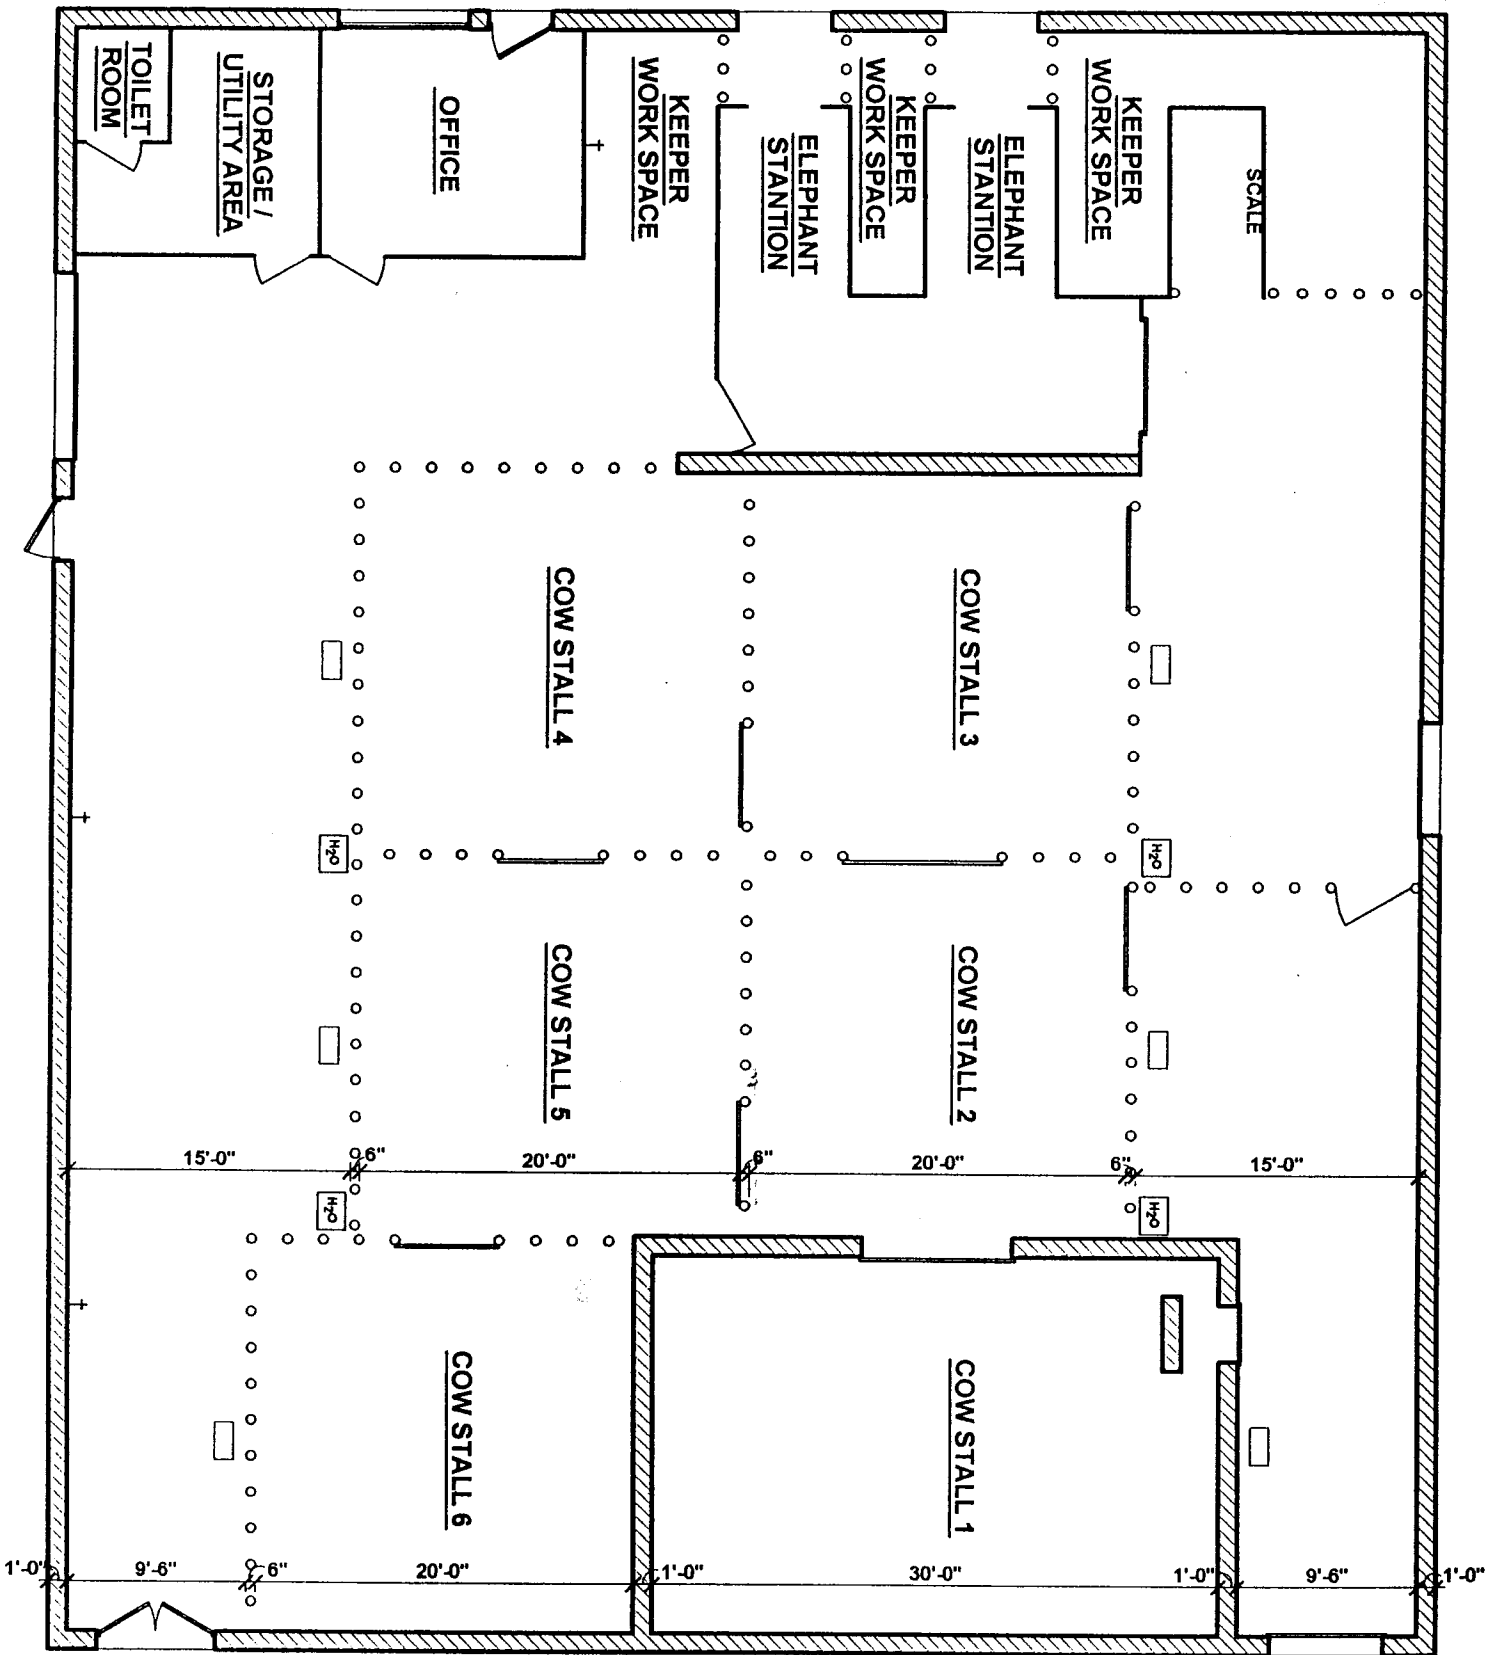 TOILET
ROOM
STORAGE /
UTILITY AREA
OFFICE
KEEPER
WORK SPACE
ELEPHANT
STANTION
KEEPER
WORK SPACE
ELEPHANT
STANTION
KEEPER
WORK SPACE
SCALE
COW STALL 4
COW STALL 3
H2O
H2O
COW STALL 5
COW STALL 2
15'-0"
6"
20'-0"
6"
20'-0"
6"
15'-0"
H2O
H2O
COW STALL 6
COW STALL 1
1'-0"
9'-6"
6"
20'-0"
1'-0"
30'-0"
1'-0"
9'-6"
1'-0"